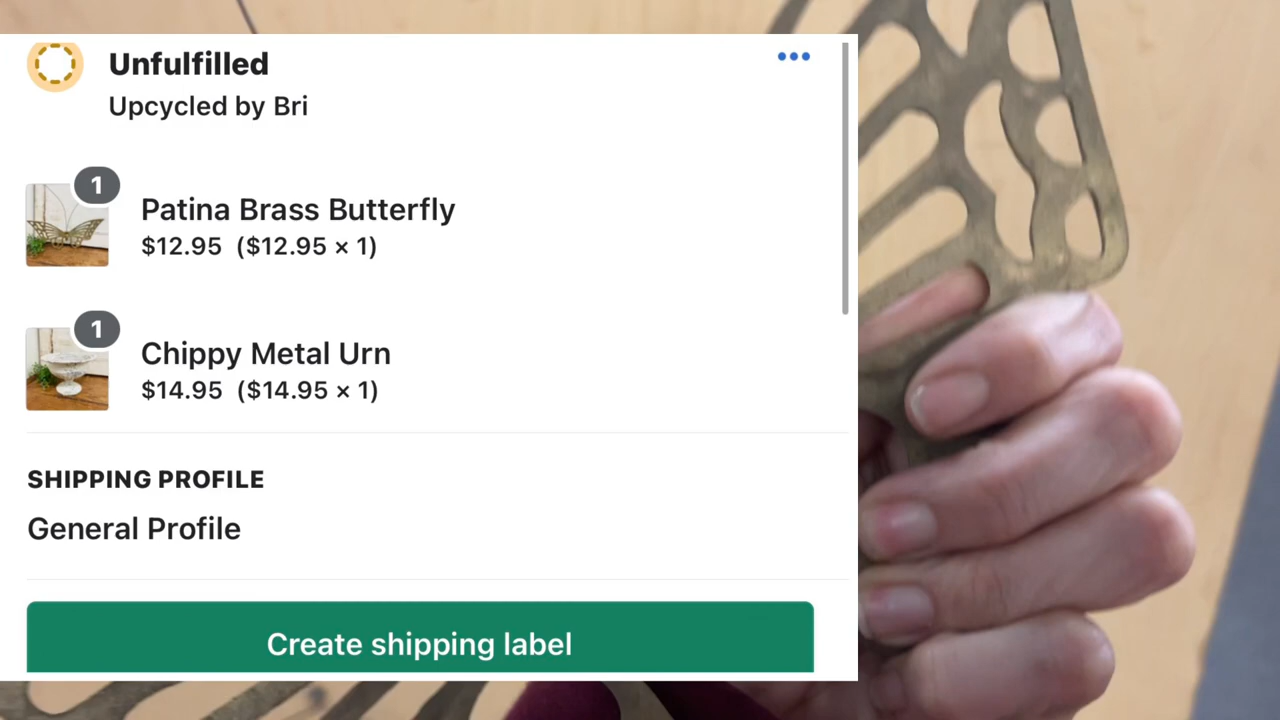 Unfulfilled
Upcycled by Bri
1
Patina Brass Butterfly
$12.95 ($12.95 × 1)
1
Chippy Metal Urn
$14.95 ($14.95 × 1)
SHIPPING PROFILE
General Profile
Create shipping label